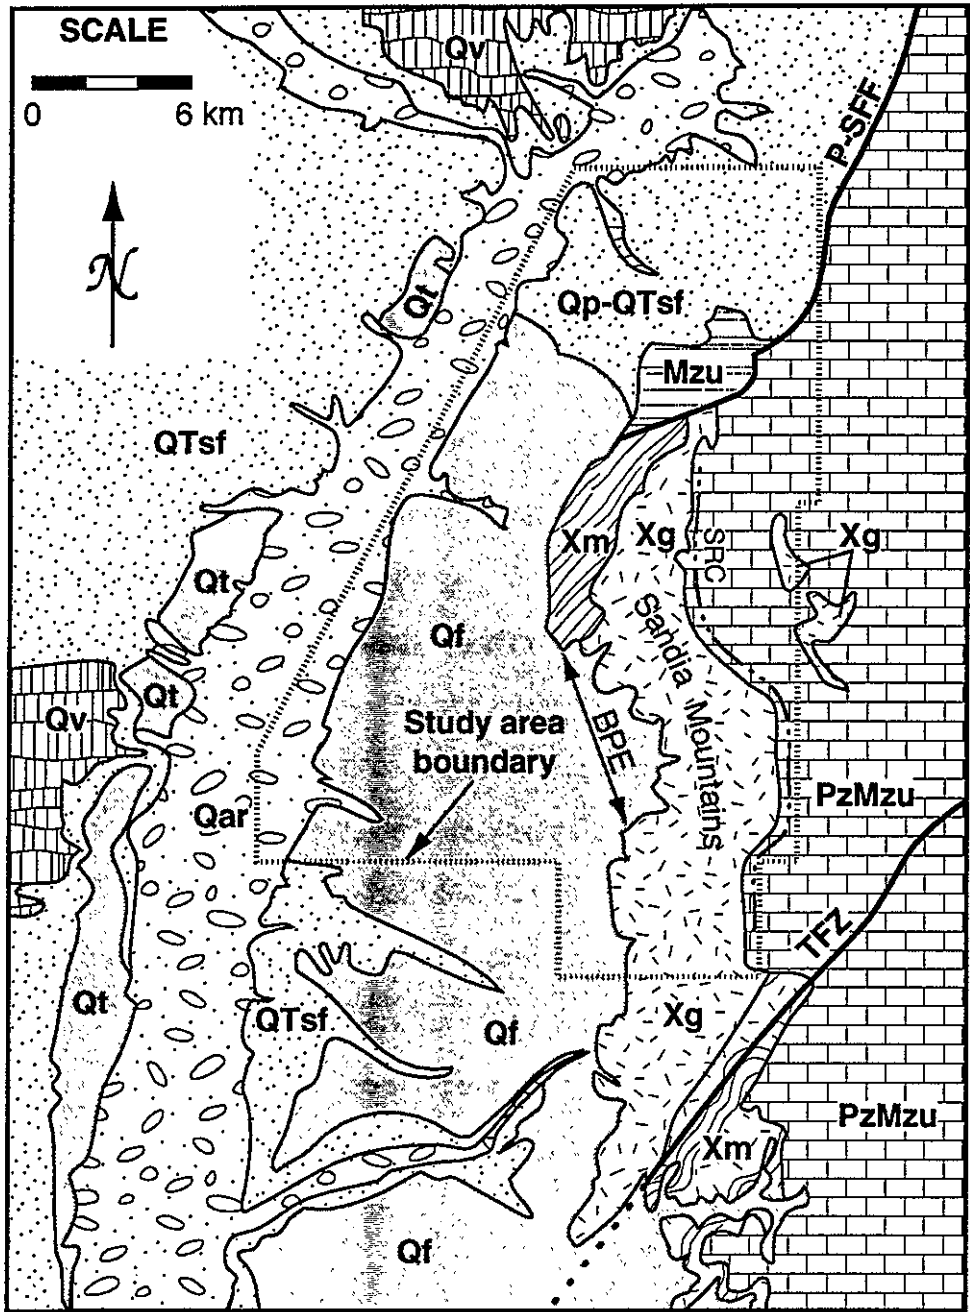 SCALE
0 6 km
N
Qv
P-SFF
Qt
Qp-QTsf
Mzu
QTsf
Xm
Xg
SRC
Xg
Qt
Qf
Sandia Mountains
Qt
Qv
BPE
Study area
boundary
PzMzu
Qar
TFZ
Qt
QTsf
Qf
Xg
PzMzu
Xm
Qf